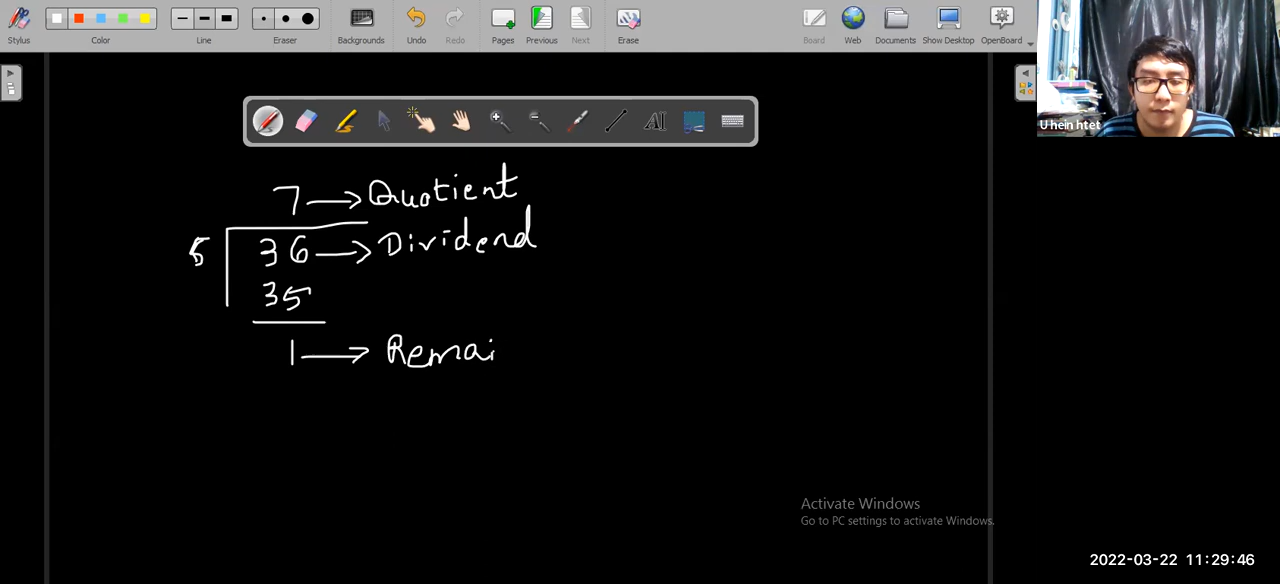 Stylus Color Line Eraser Backgrounds Undo Redo Pages Previous Next Erase Board Web Documents Show Desktop OpenBoard
U hein htet
AI
7 → Quotient
5 36 → Dividend
35
1 → Remai
Activate Windows
Go to PC settings to activate Windows.
2022-03-22 11:29:46